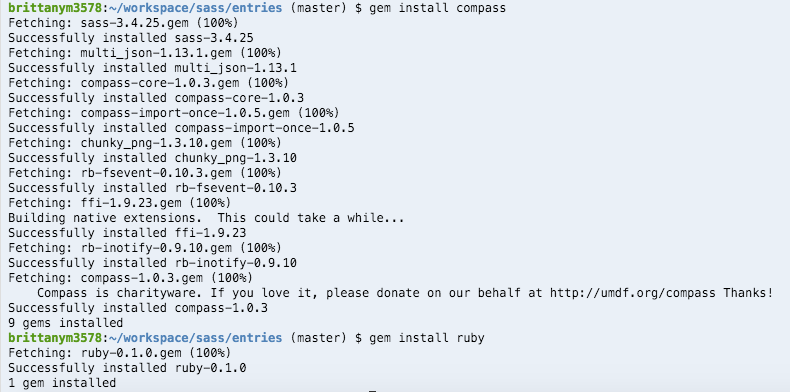 brittanym3578:~/workspace/sass/entries (master) $ gem install compass
Fetching: sass-3.4.25.gem (100%)
Successfully installed sass-3.4.25
Fetching: multi_json-1.13.1.gem (100%)
Successfully installed multi_json-1.13.1
Fetching: compass-core-1.0.3.gem (100%)
Successfully installed compass-core-1.0.3
Fetching: compass-import-once-1.0.5.gem (100%)
Successfully installed compass-import-once-1.0.5
Fetching: chunky_png-1.3.10.gem (100%)
Successfully installed chunky_png-1.3.10
Fetching: rb-fsevent-0.10.3.gem (100%)
Successfully installed rb-fsevent-0.10.3
Fetching: ffi-1.9.23.gem (100%)
Building native extensions.  This could take a while...
Successfully installed ffi-1.9.23
Fetching: rb-inotify-0.9.10.gem (100%)
Successfully installed rb-inotify-0.9.10
Fetching: compass-1.0.3.gem (100%)
    Compass is charityware. If you love it, please donate on our behalf at http://umdf.org/compass Thanks!
Successfully installed compass-1.0.3
9 gems installed
brittanym3578:~/workspace/sass/entries (master) $ gem install ruby
Fetching: ruby-0.1.0.gem (100%)
Successfully installed ruby-0.1.0
1 gem installed